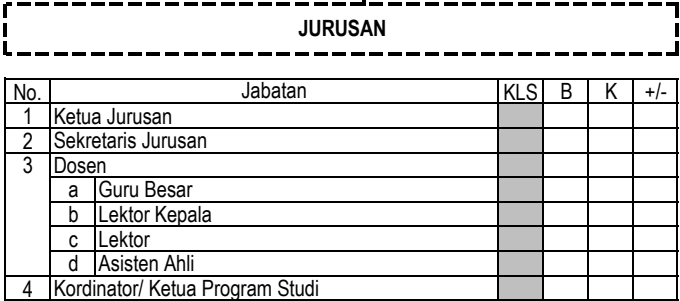 JURUSAN
No. Jabatan KLS B K +/-
1 Ketua Jurusan
2 Sekretaris Jurusan
3 Dosen
a Guru Besar
b Lektor Kepala
c Lektor
d Asisten Ahli
4 Kordinator/ Ketua Program Studi